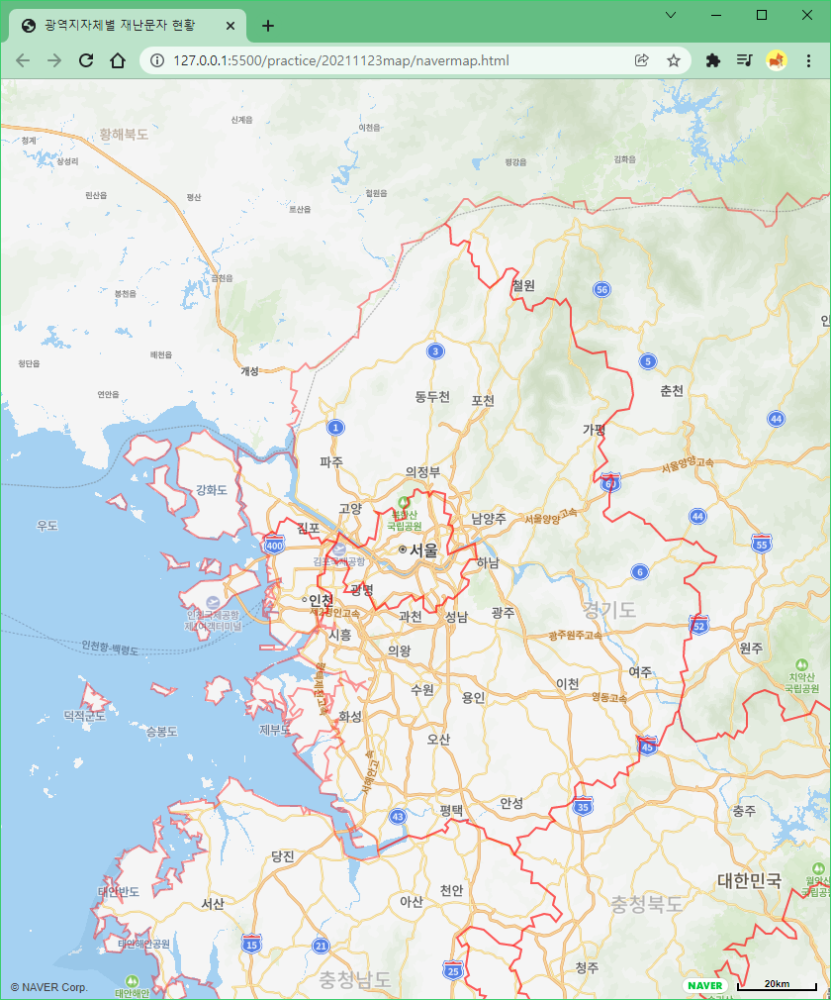 광역지자체별 재난문자 현황
127.0.0.1:5500/practice/20211123map/navermap.html
신계읍
이천읍
황해북도
청계
삼성리
평강읍
김화읍
린산읍
평산
철원읍
토산읍
금천읍
철원
봉천읍
56
배천읍
3
청단읍
개성
5
연안읍
동두천
포천
춘천
44
1
가평
파주
서울양양고속
의정부
60
강화도
고양
북한산
국립공원
남양주
서울양양고속
44
우도
김포
400
서울
55
김포국제공항
하남
6
광명
인천
인천국제공항
제1여객터미널
제2경인고속
과천
성남
광주
경기도
52
시흥
광주원주고속
인천항-백령도
의왕
원주
치악산
국립공원
여주
이천
수원
용인
영동고속
평택제천고속
덕적군도
화성
승봉도
제부도
오산
45
서해안고속
43
평택
안성
35
충주
당진
대한민국
월악산
국립공원
태안반도
서산
천안
아산
충청북도
태안해안공원
15
21
25
청주
충청남도
태안해안
© NAVER Corp.
NAVER
20km